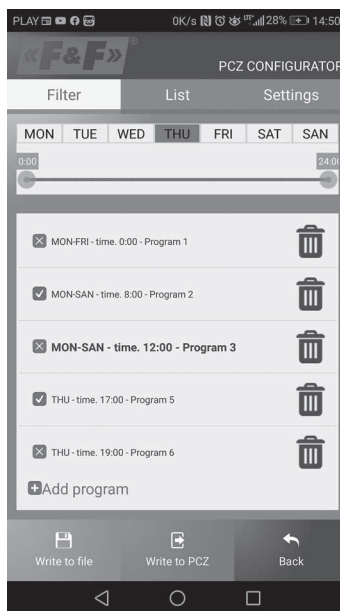 PLAY 0K/s LTE 28% 14:50
«F&F»®
PCZ CONFIGURATOR
Filter List Settings
MON TUE WED THU FRI SAT SAN
0:00 24:00
MON-FRI - time. 0:00 - Program 1
MON-SAN - time. 8:00 - Program 2
MON-SAN - time. 12:00 - Program 3
THU - time. 17:00 - Program 5
THU - time. 19:00 - Program 6
Add program
Write to file Write to PCZ Back